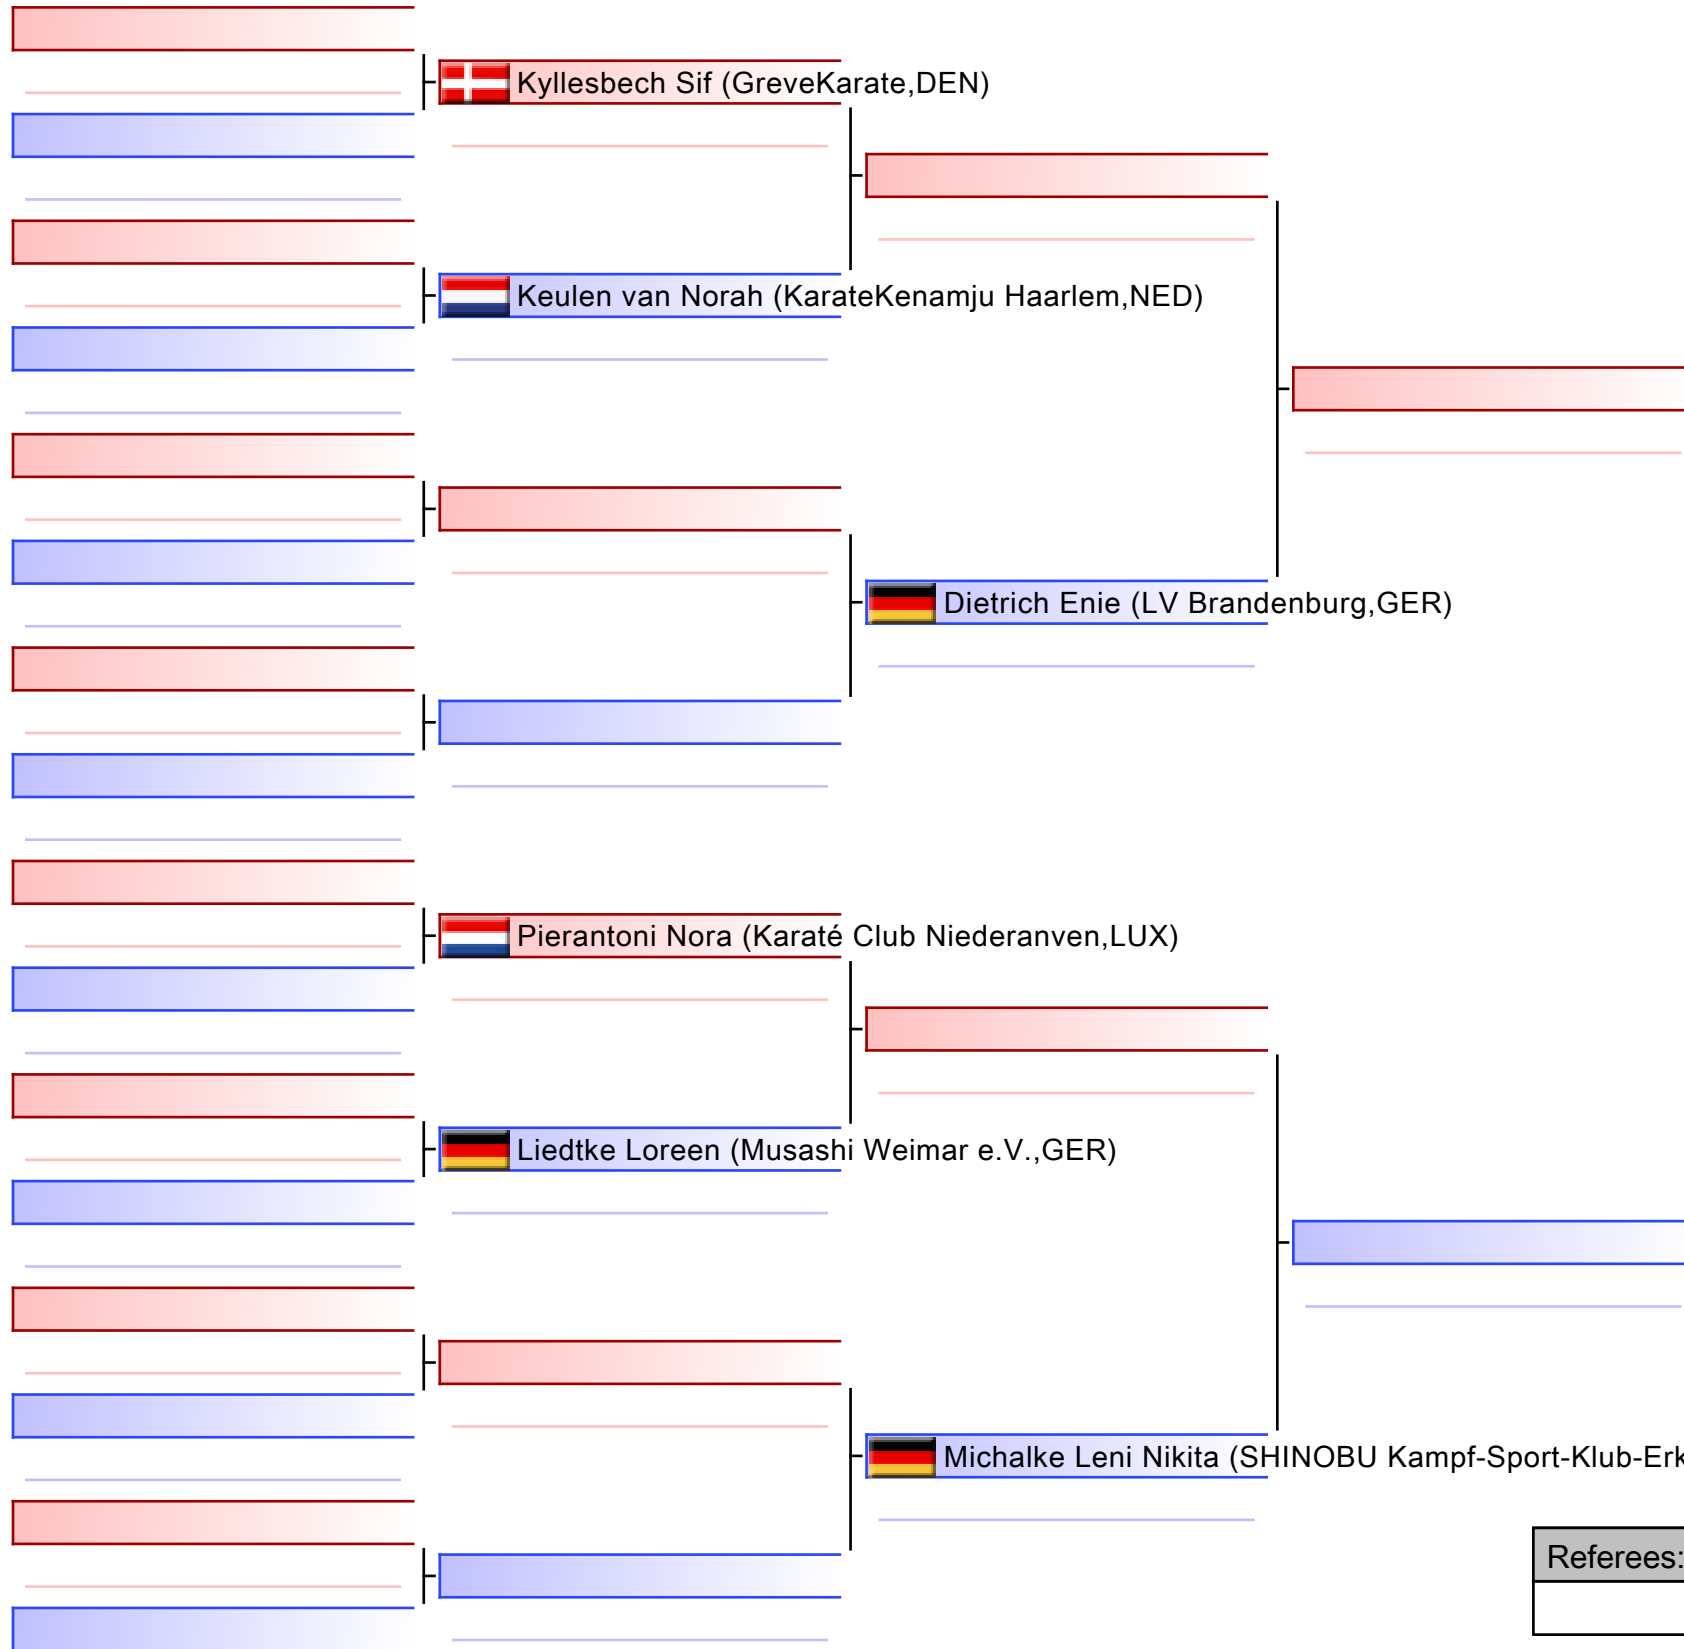 Kyllesbech Sif (GreveKarate,DEN)
Keulen van Norah (KarateKenamju Haarlem,NED)
Dietrich Enie (LV Brandenburg,GER)
Pierantoni Nora (Karaté Club Niederanven,LUX)
Liedtke Loreen (Musashi Weimar e.V.,GER)
Michalke Leni Nikita (SHINOBU Kampf-Sport-Klub-Erk
Referees: